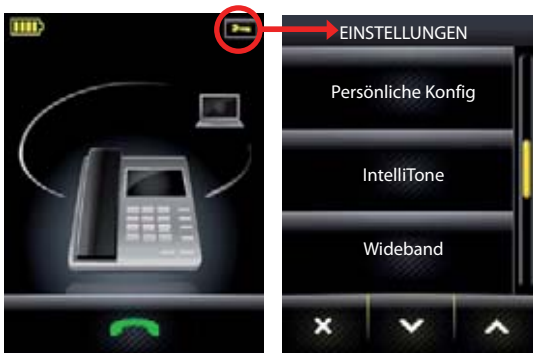 EINSTELLUNGEN
Persönliche Konfig
IntelliTone
Wideband